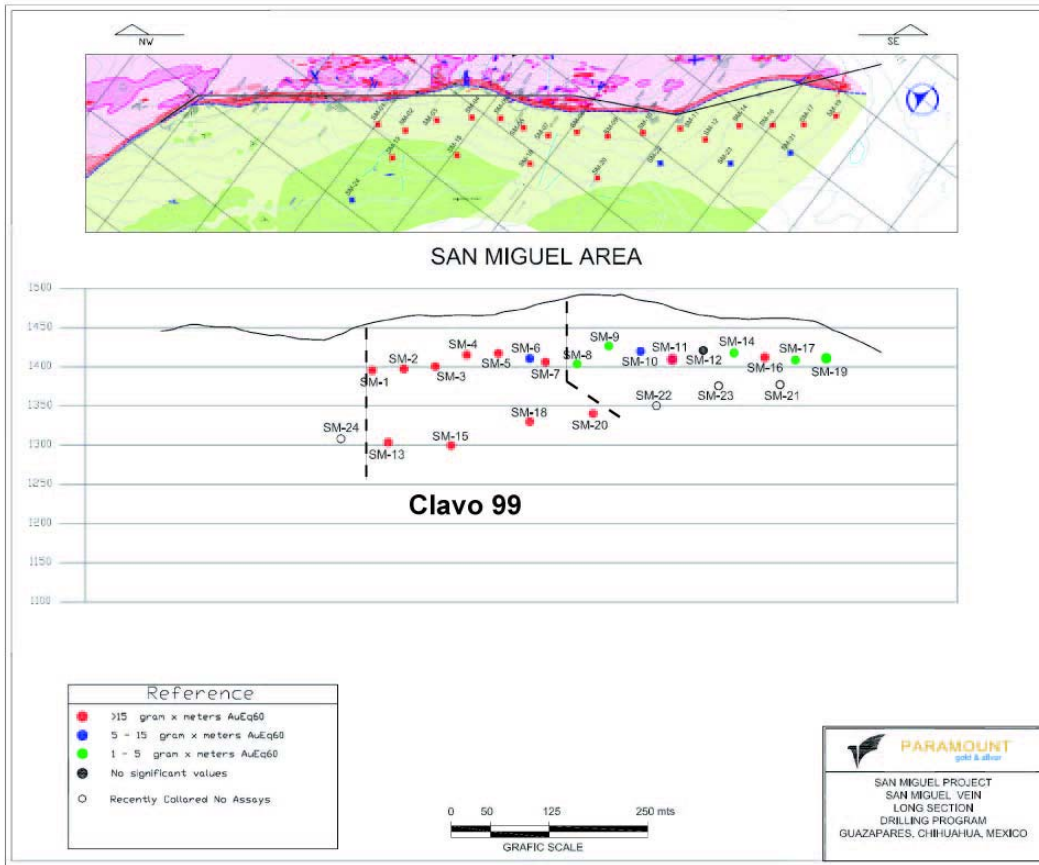 NW
SE
SAN MIGUEL AREA
1500
1450
1400
1350
1300
1250
1200
1150
1100
SM-1
SM-2
SM-3
SM-4
SM-5
SM-6
SM-7
SM-8
SM-9
SM-10
SM-11
SM-12
SM-14
SM-16
SM-17
SM-19
SM-24
SM-13
SM-15
SM-18
SM-20
SM-22
SM-23
SM-21
Clavo 99
Reference
>15 gram x meters AuEq60
5 - 15 gram x meters AuEq60
1 - 5 gram x meters AuEq60
No significant values
Recently Collared No Assays
0 50 125 250 mts
GRAFIC SCALE
PARAMOUNT
gold & silver
SAN MIGUEL PROJECT
SAN MIGUEL VEIN
LONG SECTION
DRILLING PROGRAM
GUAZAPARES, CHIHUAHUA, MEXICO